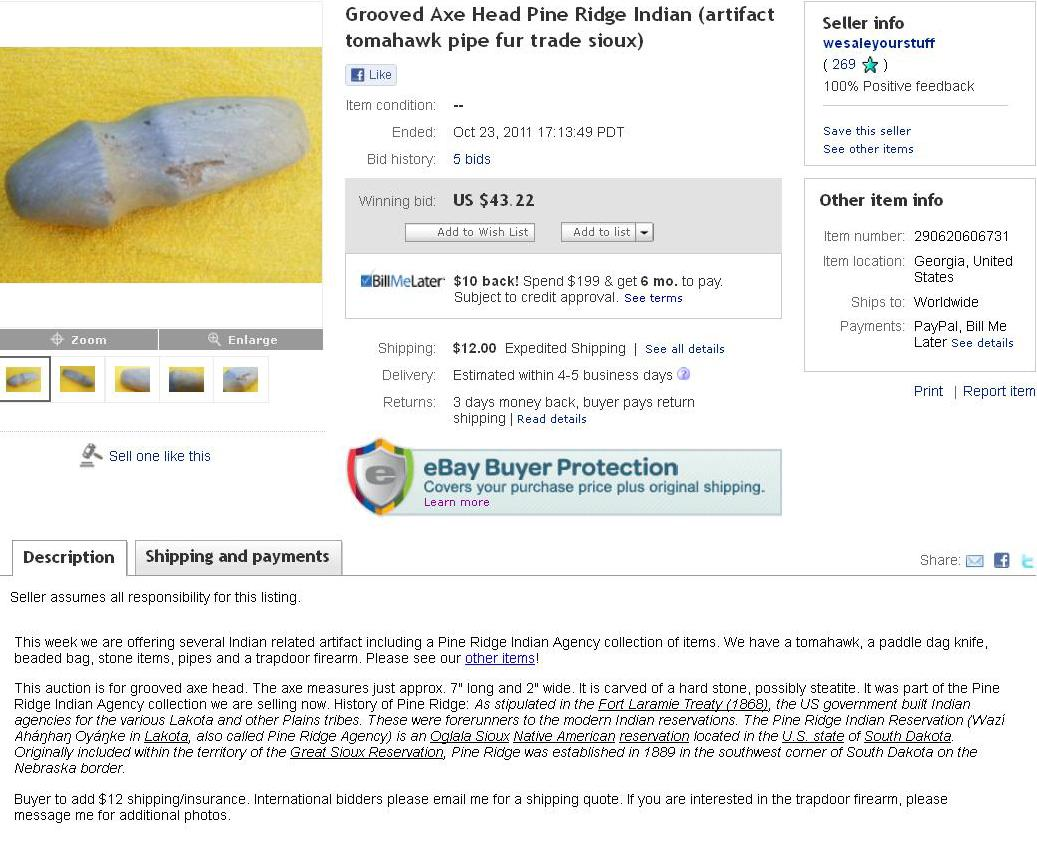 Grooved Axe Head Pine Ridge Indian (artifact
tomahawk pipe fur trade sioux)
Like
Item condition: --
Ended: Oct 23, 2011 17:13:49 PDT
Bid history: 5 bids
Winning bid: US $43.22
Add to Wish List
Add to list
BillMeLater $10 back! Spend $199 & get 6 mo. to pay.
Subject to credit approval. See terms
Zoom
Enlarge
Shipping: $12.00 Expedited Shipping | See all details
Delivery: Estimated within 4-5 business days ?
Returns: 3 days money back, buyer pays return
shipping | Read details
Sell one like this
e
eBay Buyer Protection
Covers your purchase price plus original shipping.
Learn more
Seller info
wesaleyourstuff
( 269 )
100% Positive feedback
Save this seller
See other items
Other item info
Item number: 290620606731
Item location: Georgia, United
States
Ships to: Worldwide
Payments: PayPal, Bill Me
Later See details
Print | Report item
Description
Shipping and payments
Share:
Seller assumes all responsibility for this listing.
This week we are offering several Indian related artifact including a Pine Ridge Indian Agency collection of items. We have a tomahawk, a paddle dag knife,
beaded bag, stone items, pipes and a trapdoor firearm. Please see our other items!
This auction is for grooved axe head. The axe measures just approx. 7" long and 2" wide. It is carved of a hard stone, possibly steatite. It was part of the Pine
Ridge Indian Agency collection we are selling now. History of Pine Ridge: As stipulated in the Fort Laramie Treaty (1868), the US government built Indian
agencies for the various Lakota and other Plains tribes. These were forerunners to the modern Indian reservations. The Pine Ridge Indian Reservation (Wazí
Aháŋhaŋ Oyáŋke in Lakota, also called Pine Ridge Agency) is an Oglala Sioux Native American reservation located in the U.S. state of South Dakota.
Originally included within the territory of the Great Sioux Reservation, Pine Ridge was established in 1889 in the southwest corner of South Dakota on the
Nebraska border.
Buyer to add $12 shipping/insurance. International bidders please email me for a shipping quote. If you are interested in the trapdoor firearm, please
message me for additional photos.